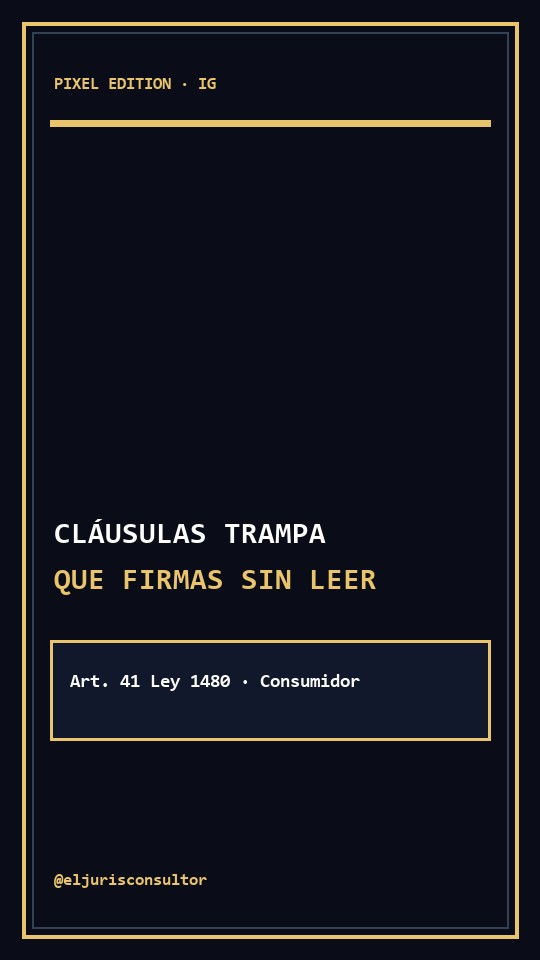 PIXEL EDITION · IG
CLÁUSULAS TRAMPA
QUE FIRMAS SIN LEER
Art. 41 Ley 1480 · Consumidor
@eljurisconsultor